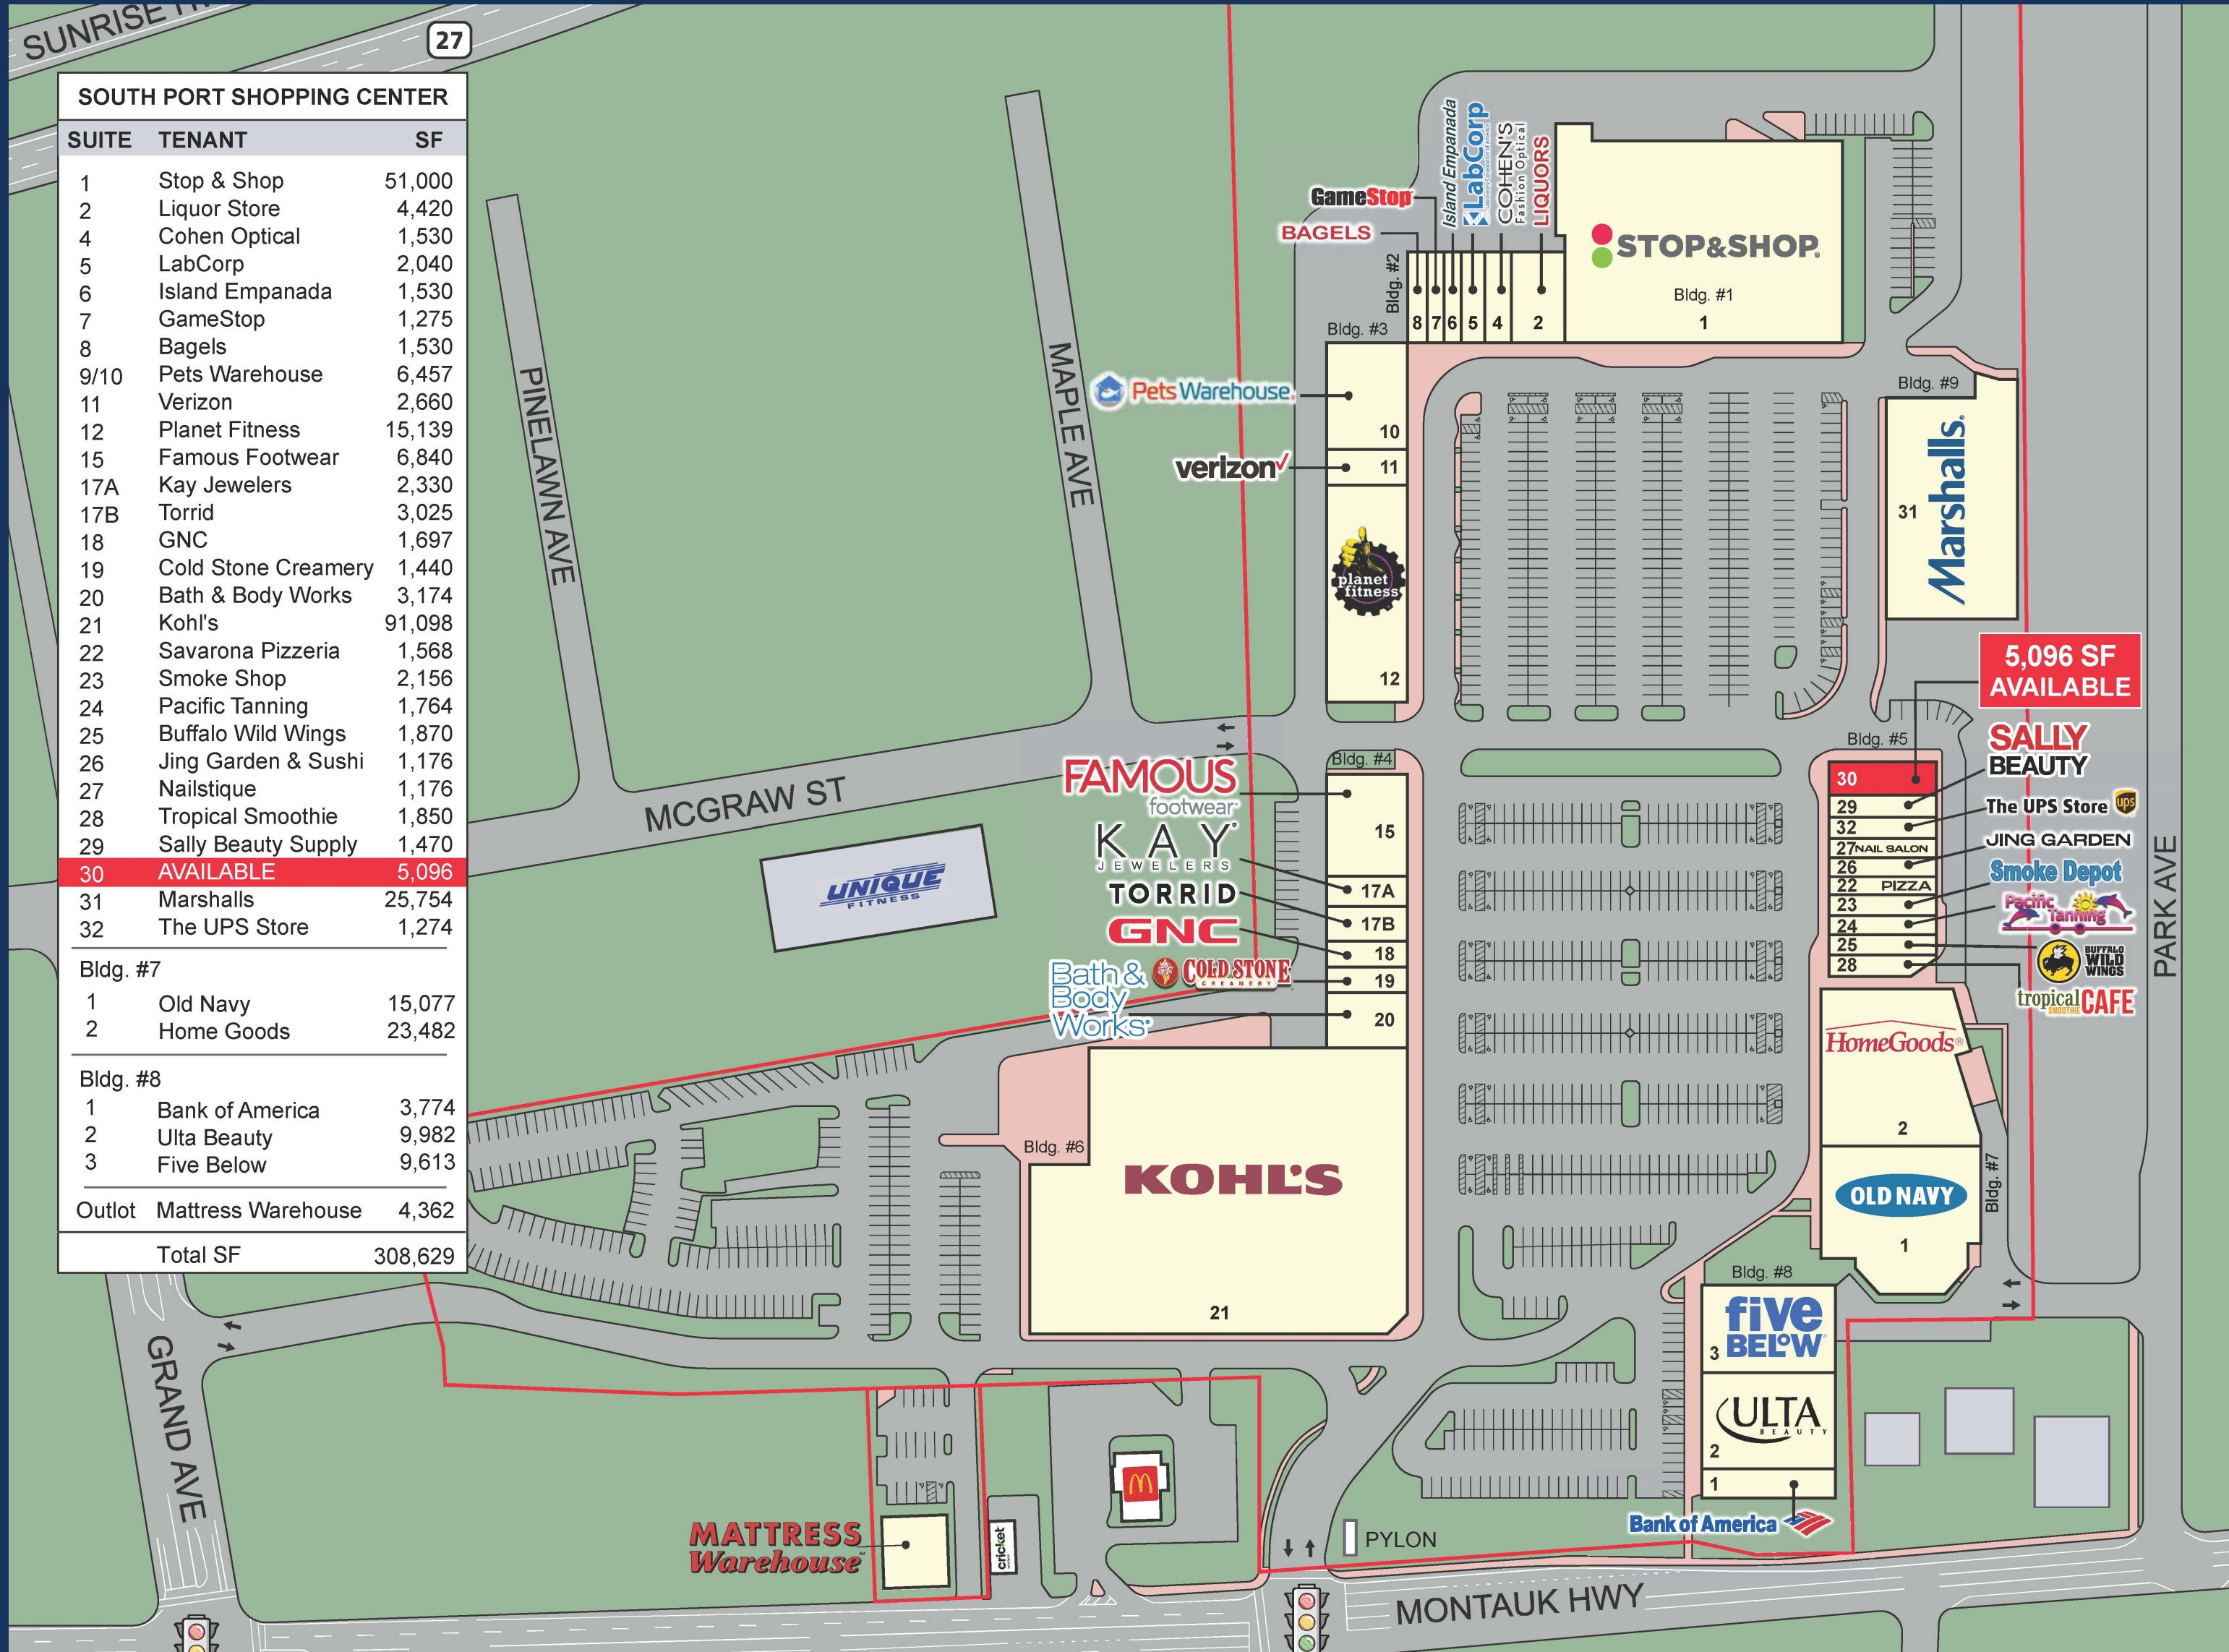 SUNRISE H
27
SOUTH PORT SHOPPING CENTER
SUITE TENANT SF
1 Stop & Shop 51,000
2 Liquor Store 4,420
4 Cohen Optical 1,530
5 LabCorp 2,040
6 Island Empanada 1,530
7 GameStop 1,275
8 Bagels 1,530
9/10 Pets Warehouse 6,457
11 Verizon 2,660
12 Planet Fitness 15,139
15 Famous Footwear 6,840
17A Kay Jewelers 2,330
17B Torrid 3,025
18 GNC 1,697
19 Cold Stone Creamery 1,440
20 Bath & Body Works 3,174
21 Kohl's 91,098
22 Savarona Pizzeria 1,568
23 Smoke Shop 2,156
24 Pacific Tanning 1,764
25 Buffalo Wild Wings 1,870
26 Jing Garden & Sushi 1,176
27 Nailstique 1,176
28 Tropical Smoothie 1,850
29 Sally Beauty Supply 1,470
30 AVAILABLE 5,096
31 Marshalls 25,754
32 The UPS Store 1,274
Bldg. #7
1 Old Navy 15,077
2 Home Goods 23,482
Bldg. #8
1 Bank of America 3,774
2 Ulta Beauty 9,982
3 Five Below 9,613
Outlot Mattress Warehouse 4,362
Total SF 308,629
PINELAWN AVE
MAPLE AVE
MCGRAW ST
GRAND AVE
PARK AVE
MONTAUK HWY
UNIQUE
FITNESS
GameStop
BAGELS
Island Empanada
LabCorp
COHEN'S
Fashion Optical
LIQUORS
Bldg. #2
8 7 6 5 4 2
STOP&SHOP.
Bldg. #1
1
Bldg. #3
PetsWarehouse
10
verizon
11
planet
fitness
12
Bldg. #9
Marshalls.
31
5,096 SF
AVAILABLE
Bldg. #4
FAMOUS
footwear
15
KAY
JEWELERS
17A
TORRID
17B
GNC
18
COLD STONE
CREAMERY
19
Bath &
Body
Works
20
Bldg. #5
30
SALLY
BEAUTY
29
The UPS Store
ups
32
27 NAIL SALON
JING GARDEN
26
22 PIZZA
Smoke Depot
23
Pacific
Tanning
24
BUFFALO
WILD
WINGS
25
tropical
SMOOTHIE
CAFE
28
HomeGoods
2
OLD NAVY
1
Bldg. #7
Bldg. #6
KOHL'S
21
Bldg. #8
five
BELOW
3
ULTA
BEAUTY
2
1
Bank of America
PYLON
MATTRESS
Warehouse
cricket